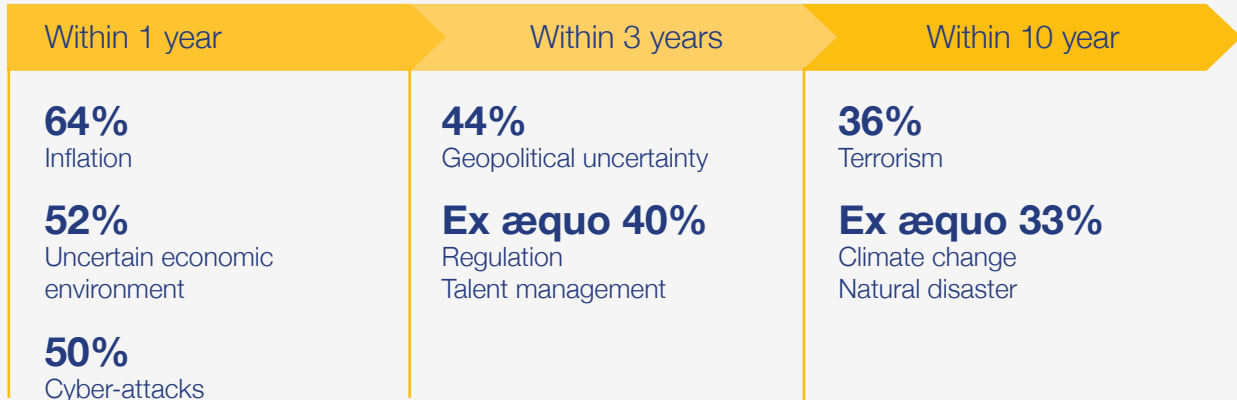 Within 1 year
64%
Inflation
52%
Uncertain economic
environment
50%
Cyber-attacks
Within 3 years
44%
Geopolitical uncertainty
Ex æquo 40%
Regulation
Talent management
Within 10 year
36%
Terrorism
Ex æquo 33%
Climate change
Natural disaster